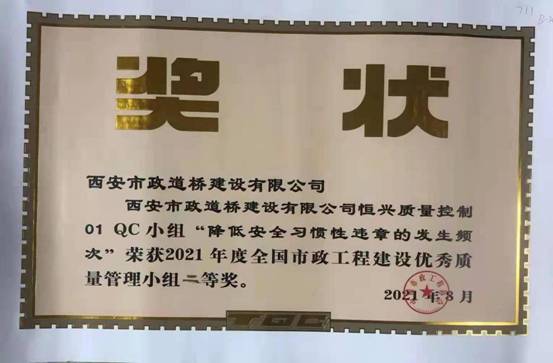 奖 状
西安市政道桥建设有限公司
西安市政道桥建设有限公司恒兴质量控制
01 QC小组“降低安全习惯性违章的发生频
次”荣获2021年度全国市政工程建设优秀质
量管理小组二等奖。
2021年8月